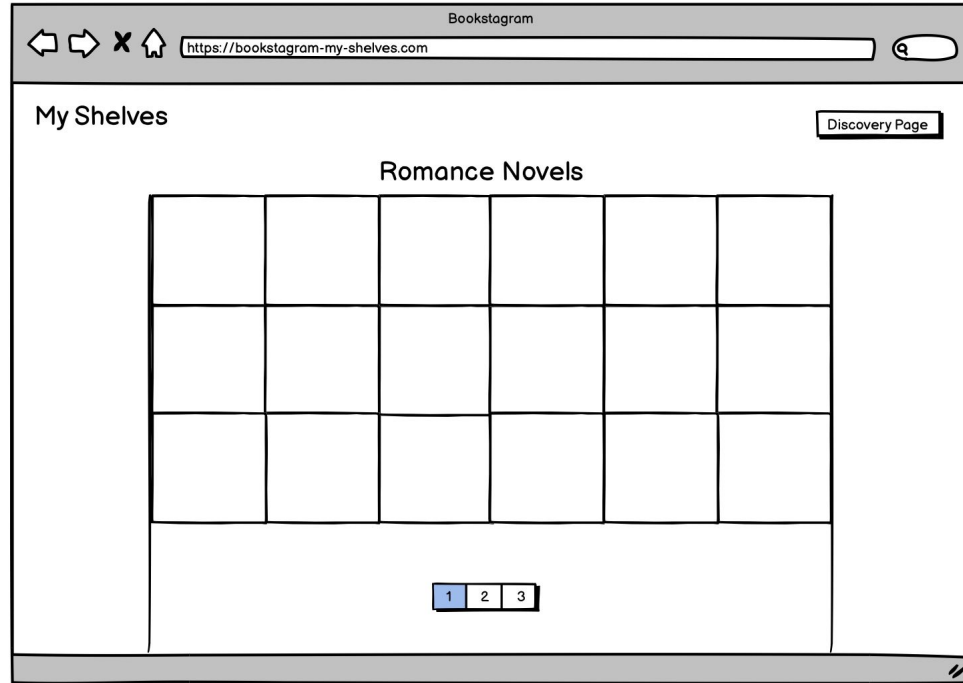 Bookstagram
https://bookstagram-my-shelves.com
My Shelves
Discovery Page
Romance Novels
1 2 3